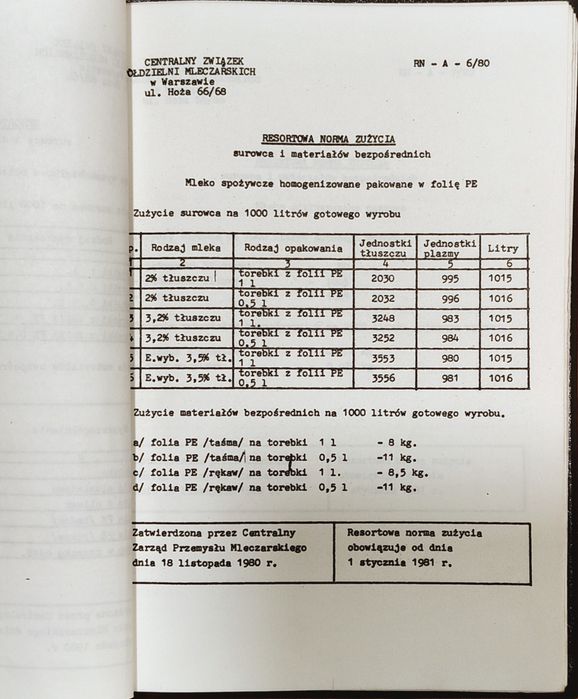 CENTRALNY ZWIĄZEK
ÓŁDZIELNI MLECZARSKICH
w Warszawie
ul. Hoża 66/68
RN - A - 6/80
RESORTOWA NORMA ZUŻYCIA
surowca i materiałów bezpośrednich
Mleko spożywcze homogenizowane pakowane w folię PE
Zużycie surowca na 1000 litrów gotowego wyrobu
p. Rodzaj mleka Rodzaj opakowania Jednostki tłuszczu Jednostki plazmy Litry
1 2 3 4 5 6
1 2% tłuszczu torebki z folii PE 1 l 2030 995 1015
2 2% tłuszczu torebki z folii PE 0,5 l 2032 996 1016
3 3,2% tłuszczu torebki z folii PE 1 l. 3248 983 1015
4 3,2% tłuszczu torebki z folii PE 0,5 l 3252 984 1016
5 E.wyb. 3,5% tł. torebki z folii PE 1 l 3553 980 1015
6 E.wyb. 3,5% tł. torebki z folii PE 0,5 l 3556 981 1016
Zużycie materiałów bezpośrednich na 1000 litrów gotowego wyrobu.
a/ folia PE /taśma/ na torebki 1 l - 8 kg.
b/ folia PE /taśma/ na torebki 0,5 l -11 kg.
c/ folia PE /rękaw/ na torebki 1 l. - 8,5 kg.
d/ folia PE /rękaw/ na torebki 0,5 l -11 kg.
Zatwierdzona przez Centralny
Zarząd Przemysłu Mleczarskiego
dnia 18 listopada 1980 r.
Resortowa norma zużycia
obowiązuje od dnia
1 stycznia 1981 r.